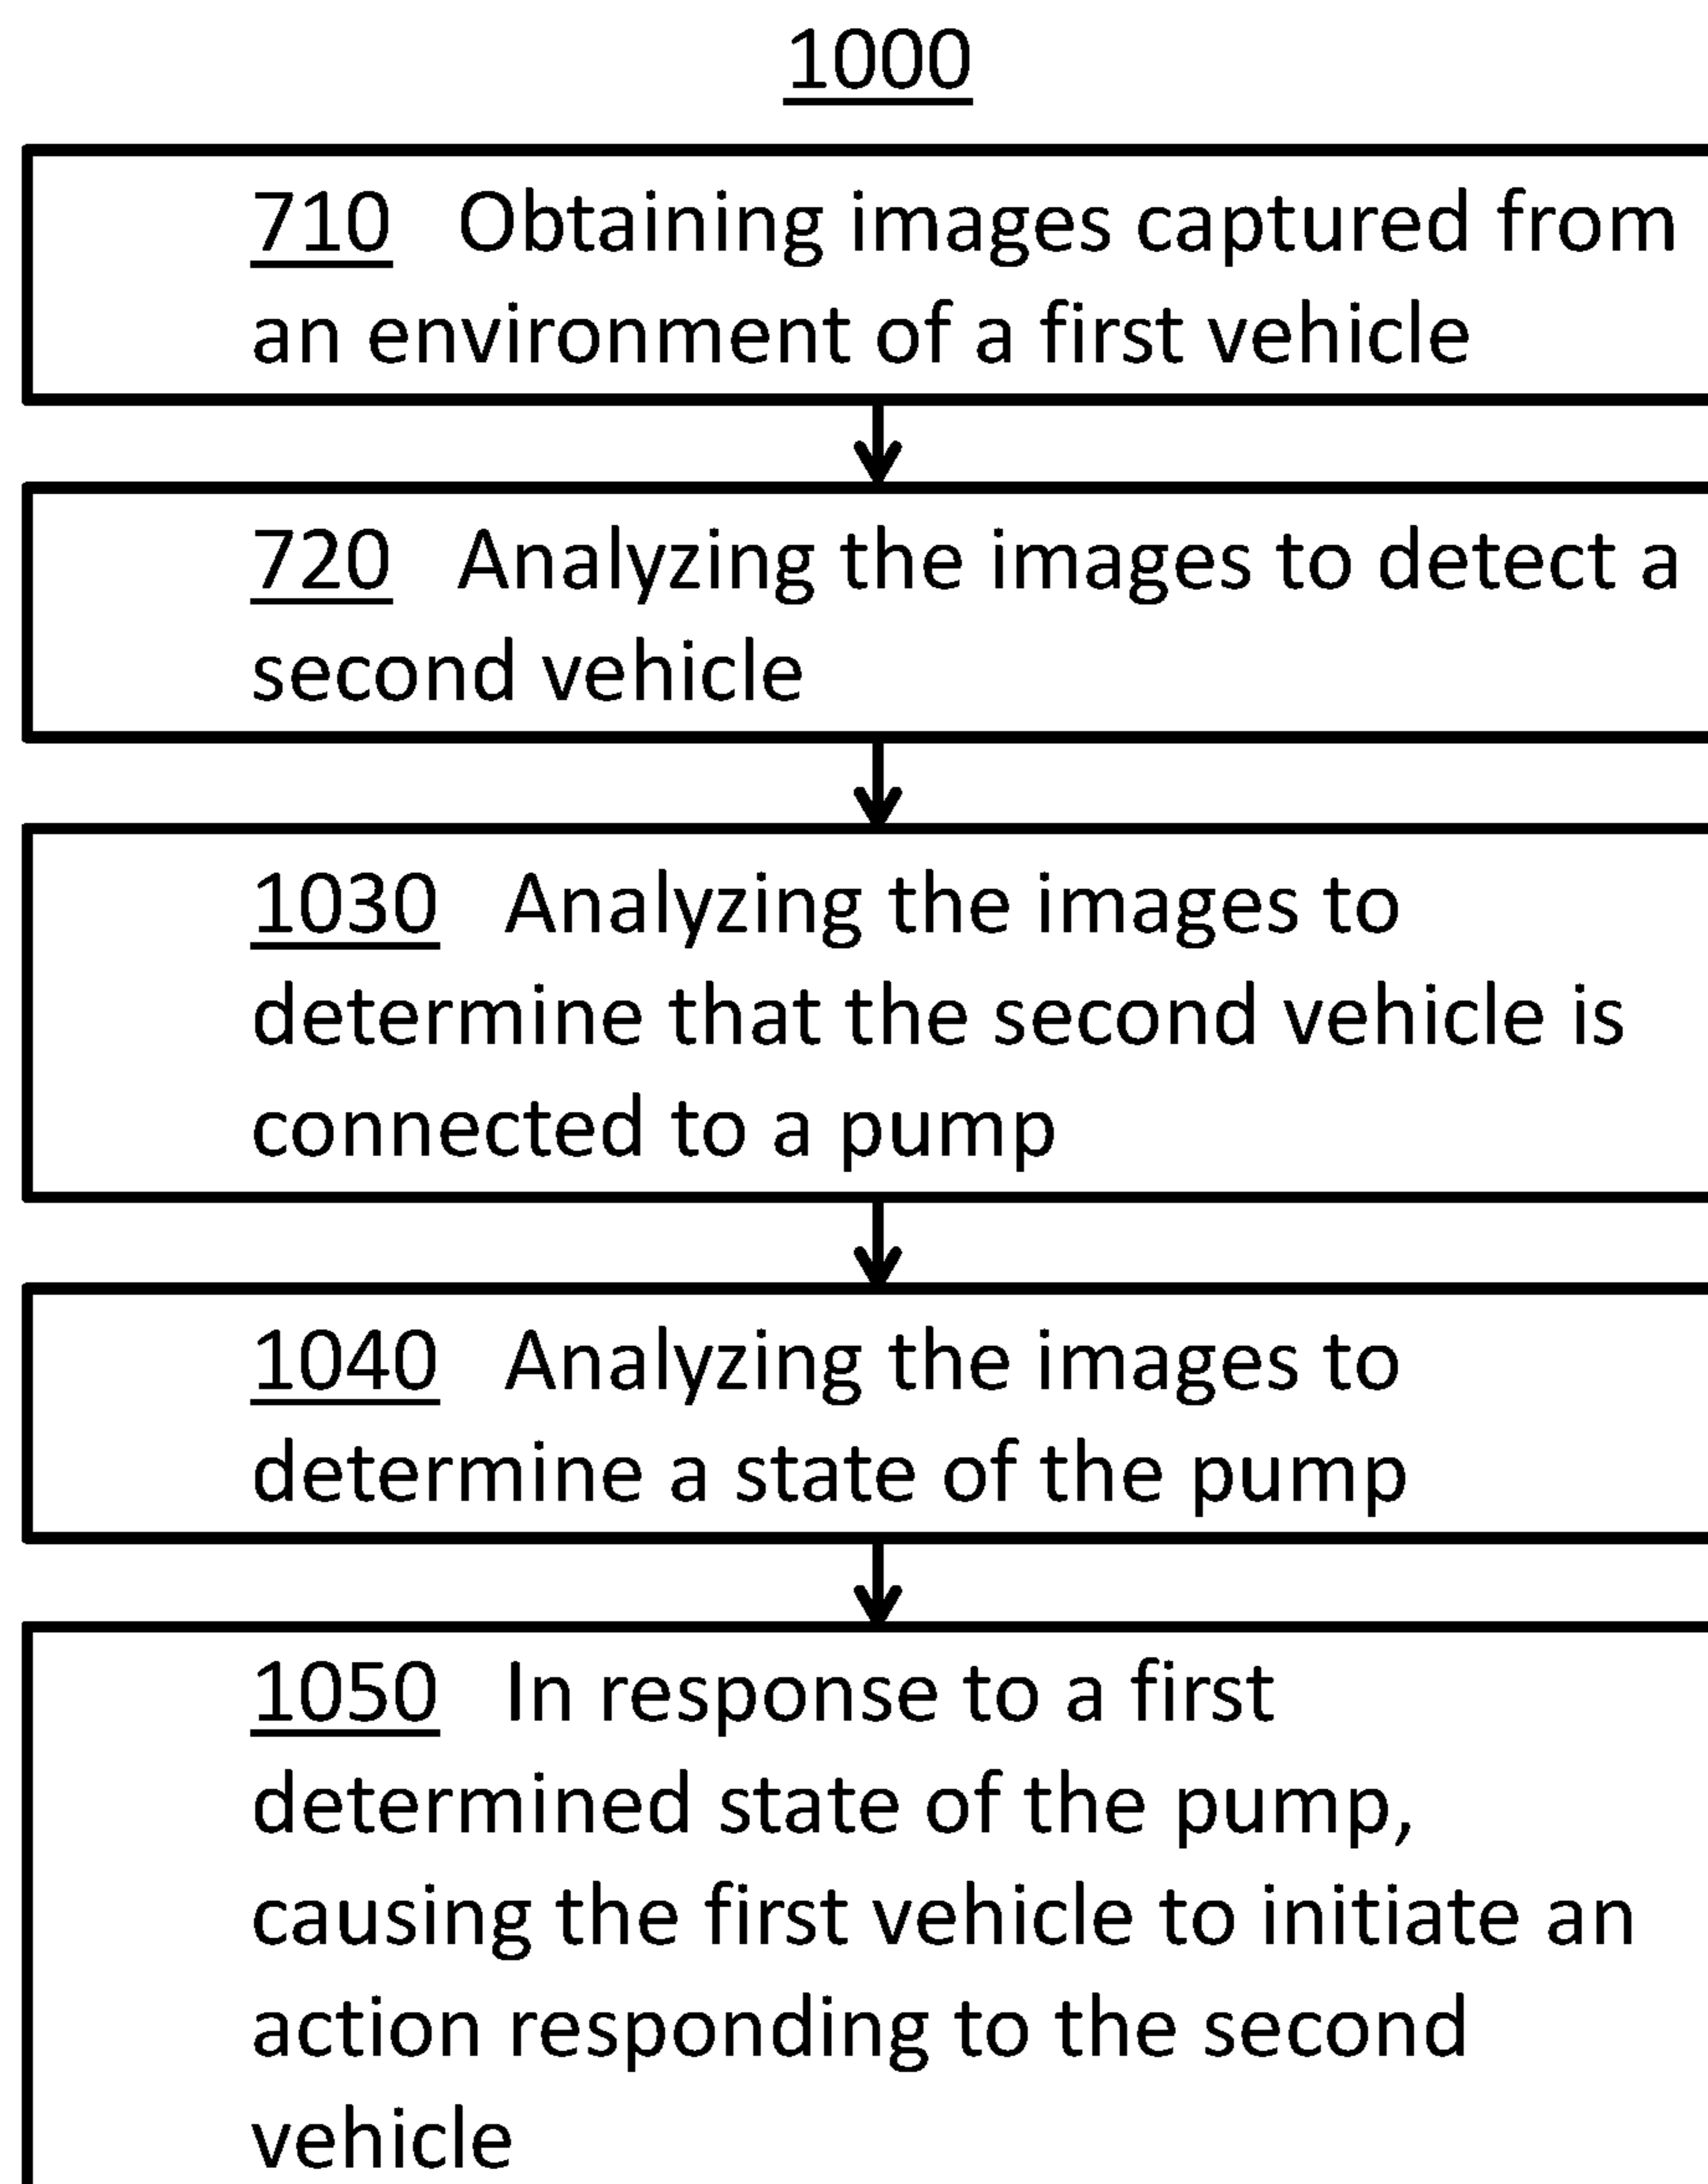 1000
710 Obtaining images captured from
an environment of a first vehicle
720 Analyzing the images to detect a
second vehicle
1030 Analyzing the images to
determine that the second vehicle is
connected to a pump
1040 Analyzing the images to
determine a state of the pump
1050 In response to a first
determined state of the pump,
causing the first vehicle to initiate an
action responding to the second
vehicle